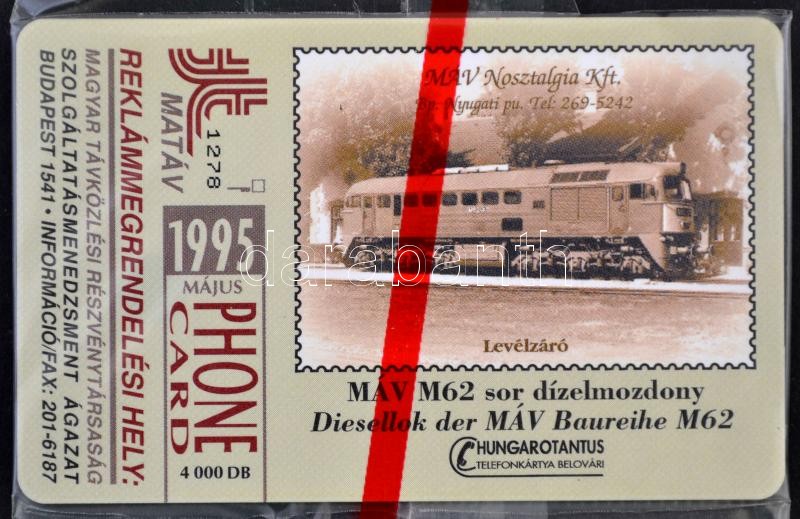 REKLÁMMEGRENDELÉSI HELY:
MAGYAR TÁVKÖZLÉSI RÉSZVÉNYTÁRSASÁG
SZOLGÁLTATÁSMENEDZSMENT ÁGAZAT
BUDAPEST 1541 • INFORMÁCIÓ/FAX: 201-6187
MATÁV
1278
1995
MÁJUS
PHONE
CARD
4 000 DB
MÁV Nosztalgia Kft.
Bp. Nyugati pu. Tel: 269-5242
Levélzáró
MÁV M62 sor dízelmozdony
Diesellok der MÁV Baureihe M62
HUNGAROTANTUS
TELEFONKÁRTYA BELOVÁRI
darabanth